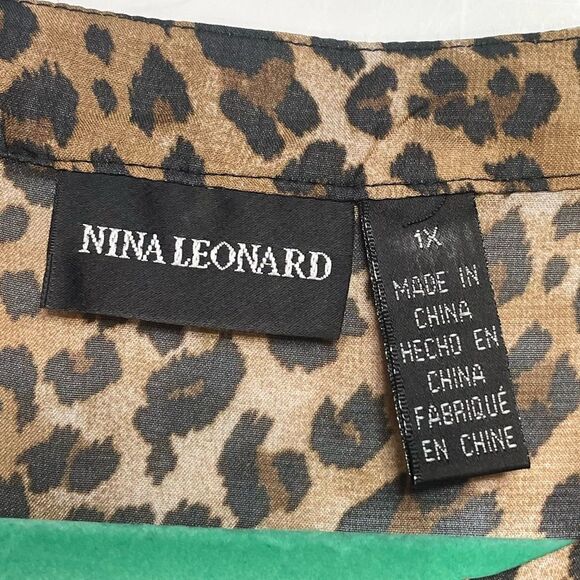 NINA LEONARD
1X
MADE IN
CHINA
HECHO EN
CHINA
FABRIQUÉ
EN CHINE